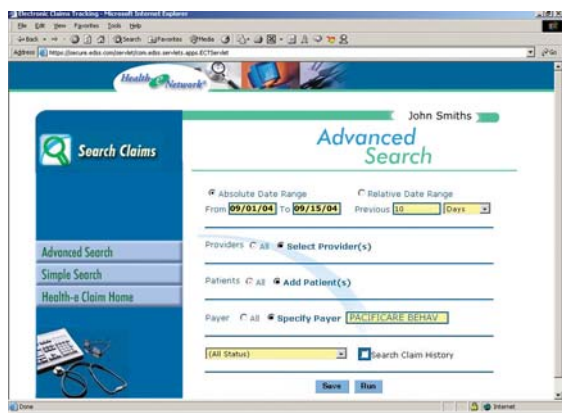 Electronic Claims Tracking - Microsoft Internet Explorer
File Edit View Favorites Tools Help
Back Search Favorites Media
Address https://secure.edss.com/servlet/com.edss.servlets.apps.ECTServlet Go
Health-e Network
John Smiths
Search Claims
Advanced
Search
Absolute Date Range Relative Date Range
From 09/01/04 To 09/15/04 Previous 10 Days
Providers All Select Provider(s)
Advanced Search
Simple Search
Patients All Add Patient(s)
Health-e Claim Home
Payer All Specify Payer PACIFICARE BEHAV
(All Status) Search Claim History
Save Run
Done Internet